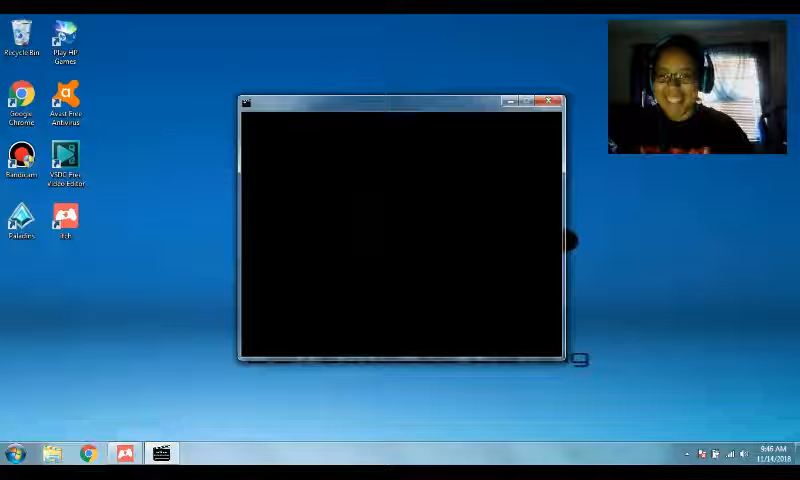 Recycle Bin
Play HP
Games
Google
Chrome
Avast Free
Antivirus
Bandicam
VSDC Free
Video Editor
Paladins
itch
9:46 AM
11/14/2018